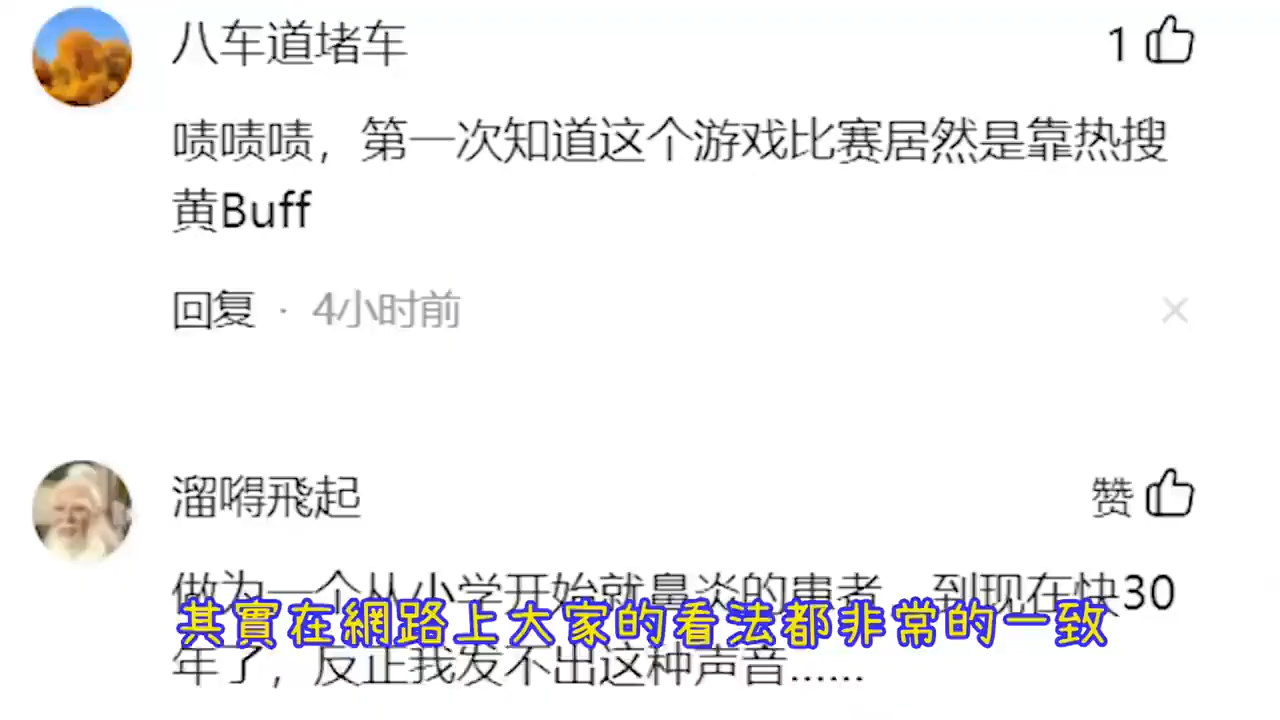 八车道堵车
1
啧啧啧，第一次知道这个游戏比赛居然是靠热搜
黄Buff
回复 · 4小时前
溜嘚飛起
赞
做为一个从小学开始就鼻炎的患者，到现在快30
其實在網路上大家的看法都非常的一致
年了，反正我发不出这种声音……